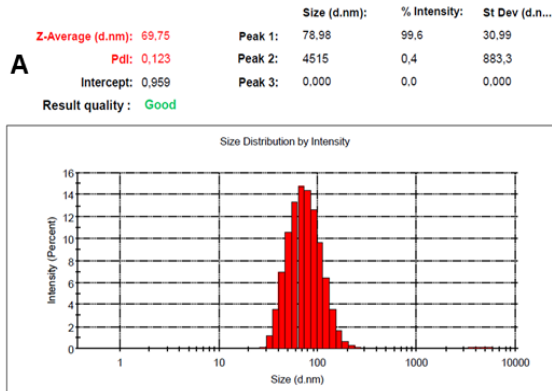 Size (d.nm): % Intensity: St Dev (d.n...
Z-Average (d.nm): 69,75 Peak 1: 78,98 99,6 30,99
A
PdI: 0,123 Peak 2: 4515 0,4 883,3
Intercept: 0,959 Peak 3: 0,000 0,0 0,000
Result quality : Good
Size Distribution by Intensity
Intensity (Percent)
16
14
12
10
8
6
4
2
0
1 10 100 1000 10000
Size (d.nm)